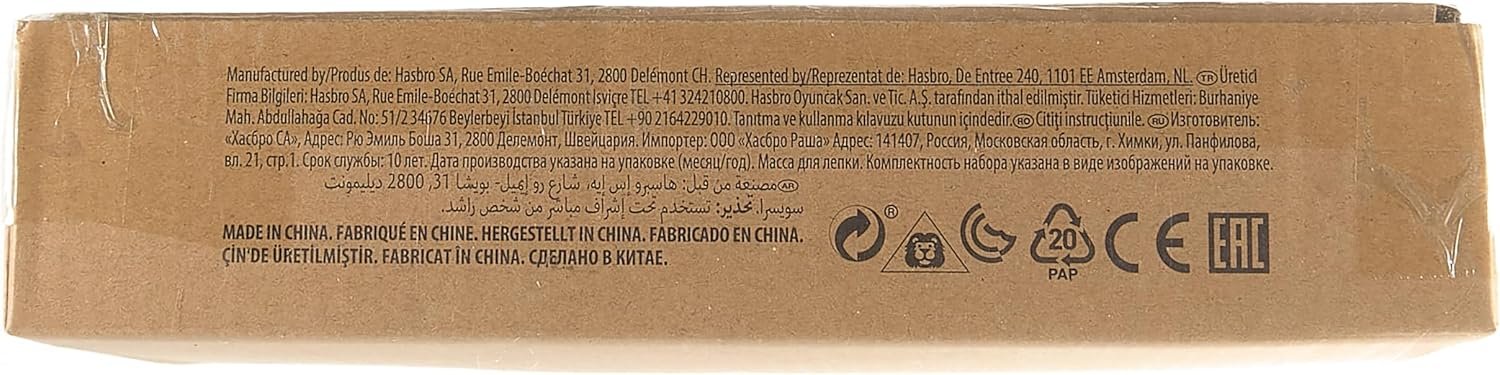 Manufactured by/Produs de: Hasbro SA, Rue Emile-Boéchat 31, 2800 Delémont CH. Represented by/Reprezentat de: Hasbro, De Entree 240, 1101 EE Amsterdam, NL. TR Üretici
Firma Bilgileri: Hasbro SA, Rue Emile-Boéchat 31, 2800 Delémont İsviçre TEL +41 324210800. Hasbro Oyuncak San. ve Tic. A.Ş. tarafından ithal edilmiştir. Tüketici Hizmetleri: Burhaniye
Mah. Abdullahağa Cad. No: 51/2 34676 Beylerbeyi İstanbul Türkiye TEL +90 2164229010. Tanıtma ve kullanma kılavuzu kutunun içindedir. RO Citiți instrucțiunile. RU Изготовитель:
«Хасбро СА», Адрес: Рю Эмиль Боша 31, 2800 Делемонт, Швейцария. Импортер: ООО «Хасбро Раша» Адрес: 141407, Россия, Московская область, г. Химки, ул. Панфилова,
вл. 21, стр.1. Срок службы: 10 лет. Дата производства указана на упаковке (месяц/год). Масса для лепки. Комплектность набора указана в виде изображений на упаковке.
AR مصنعة من قبل: هاسبرو إس إيه، شارع رو إميل- بويشا 31, 2800 ديليمونت
سويسرا. تحذير: تستخدم تحت إشراف مباشر من شخص راشد.
MADE IN CHINA. FABRIQUÉ EN CHINE. HERGESTELLT IN CHINA. FABRICADO EN CHINA.
ÇİN'DE ÜRETİLMİŞTİR. FABRICAT ÎN CHINA. СДЕЛАНО В КИТАЕ.
®
20
PAP
CE
EAC